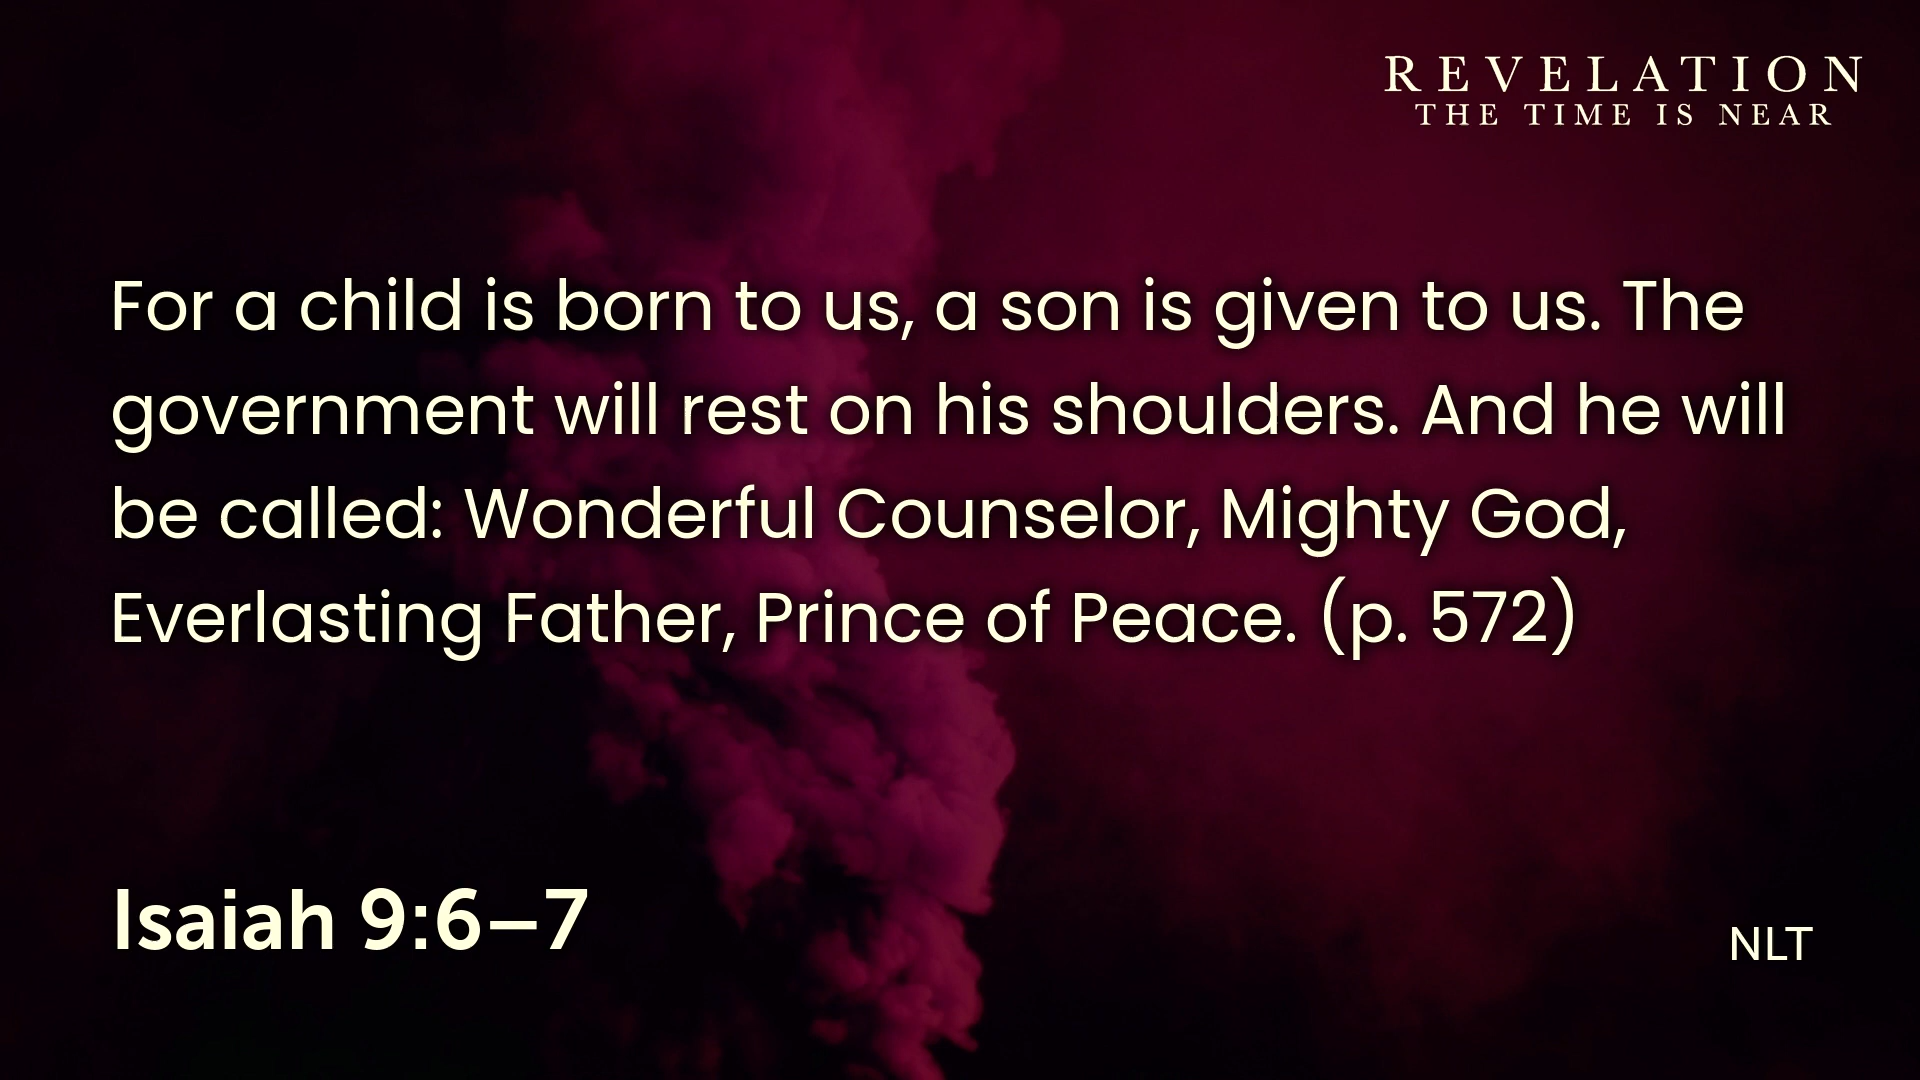 REVELATION
THE TIME IS NEAR
For a child is born to us, a son is given to us. The
government will rest on his shoulders. And he will
be called: Wonderful Counselor, Mighty God,
Everlasting Father, Prince of Peace. (p. 572)
Isaiah 9:6–7
NLT